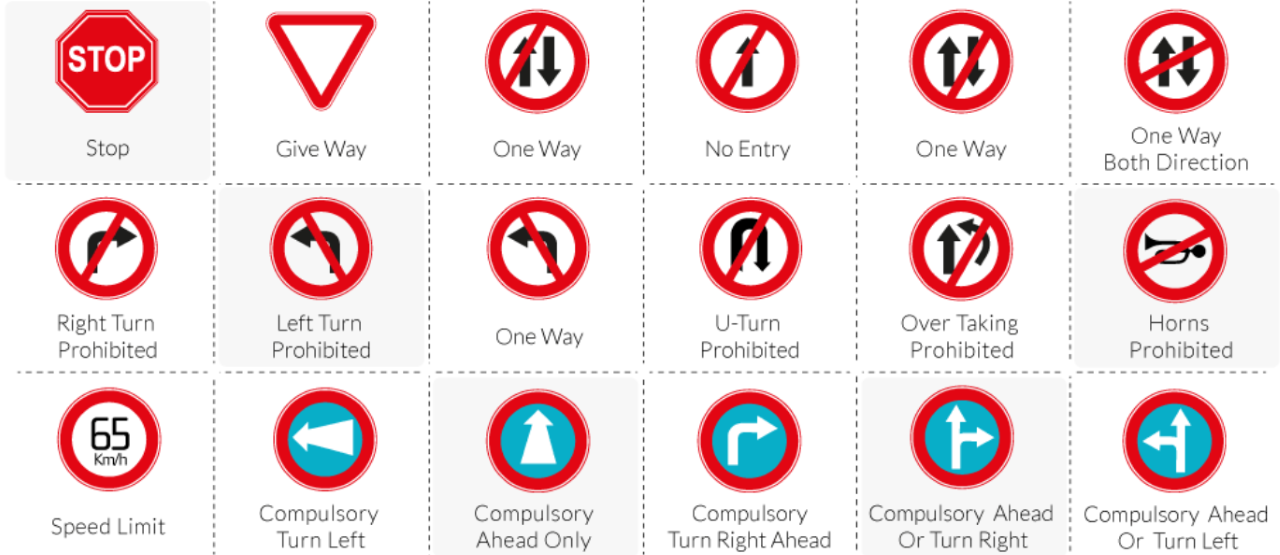 STOP
Stop
Give Way
One Way
No Entry
One Way
One Way
Both Direction
Right Turn
Prohibited
Left Turn
Prohibited
One Way
U-Turn
Prohibited
Over Taking
Prohibited
Horns
Prohibited
65
Km/h
Speed Limit
Compulsory
Turn Left
Compulsory
Ahead Only
Compulsory
Turn Right Ahead
Compulsory Ahead
Or Turn Right
Compulsory Ahead
Or Turn Left